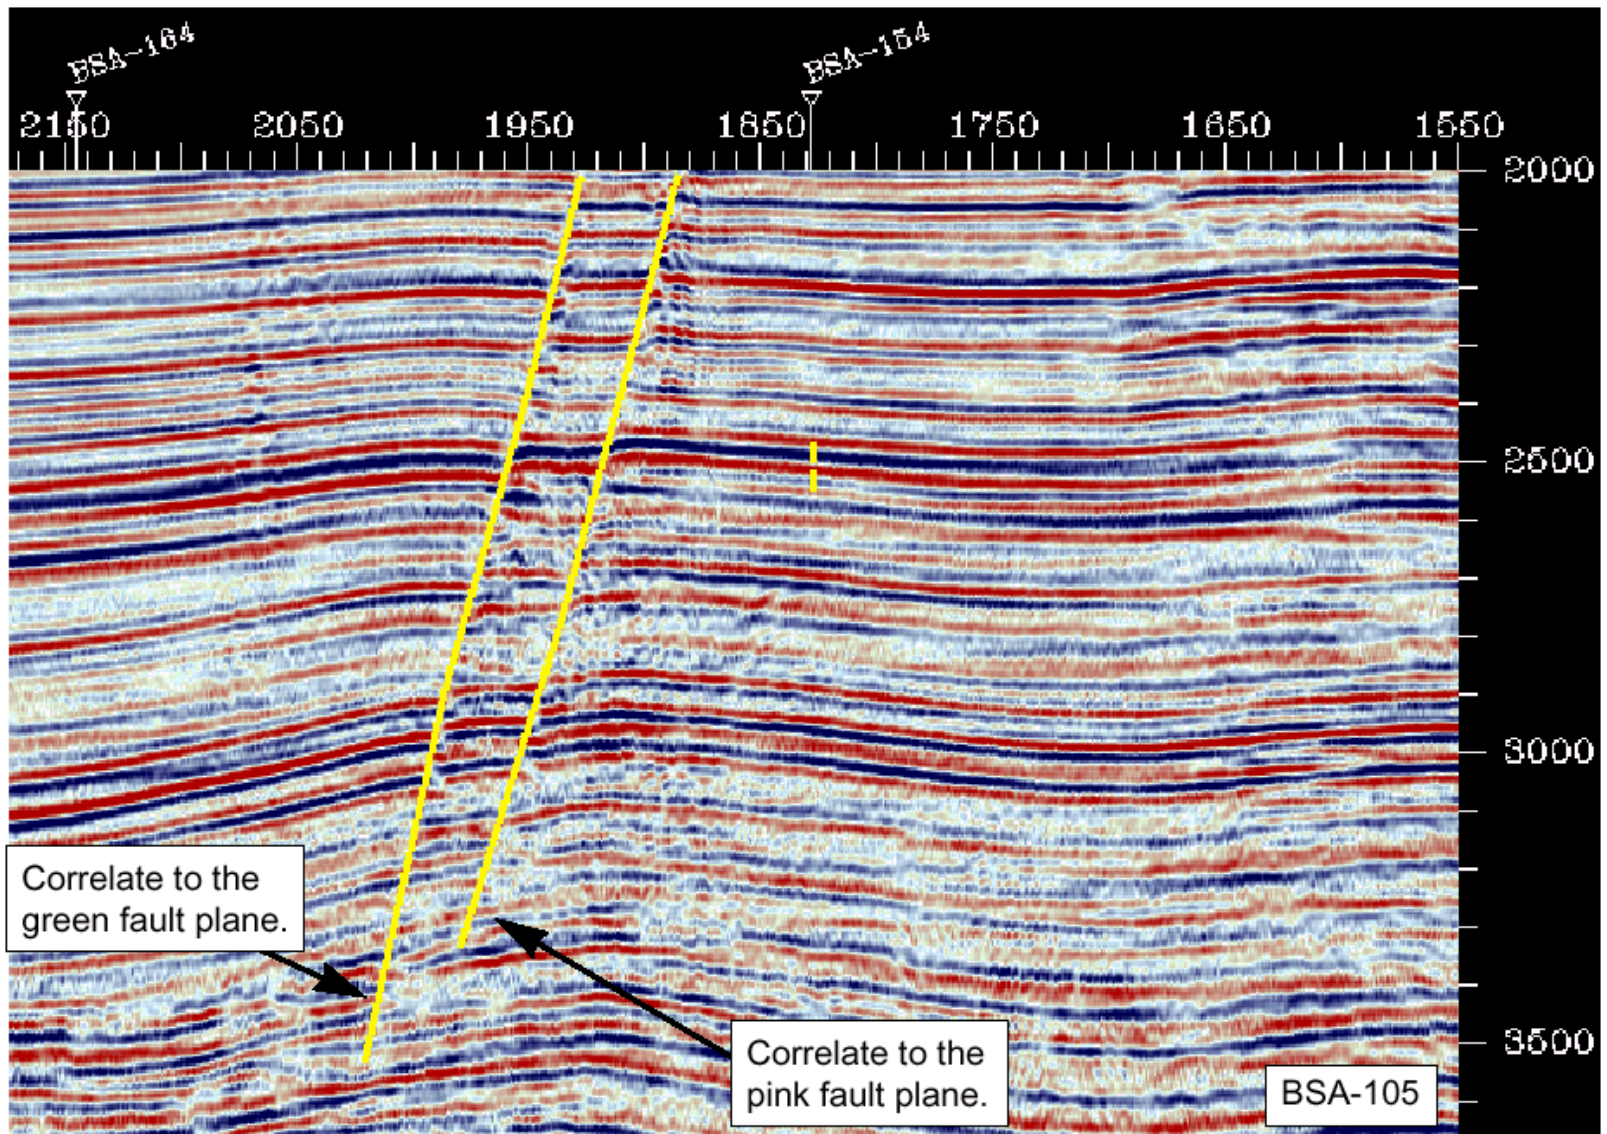 BSA-164
BSA-154
2150 2050 1950 1850 1750 1650 1550
2000
2500
3000
Correlate to the
green fault plane.
3500
Correlate to the
pink fault plane.
BSA-105